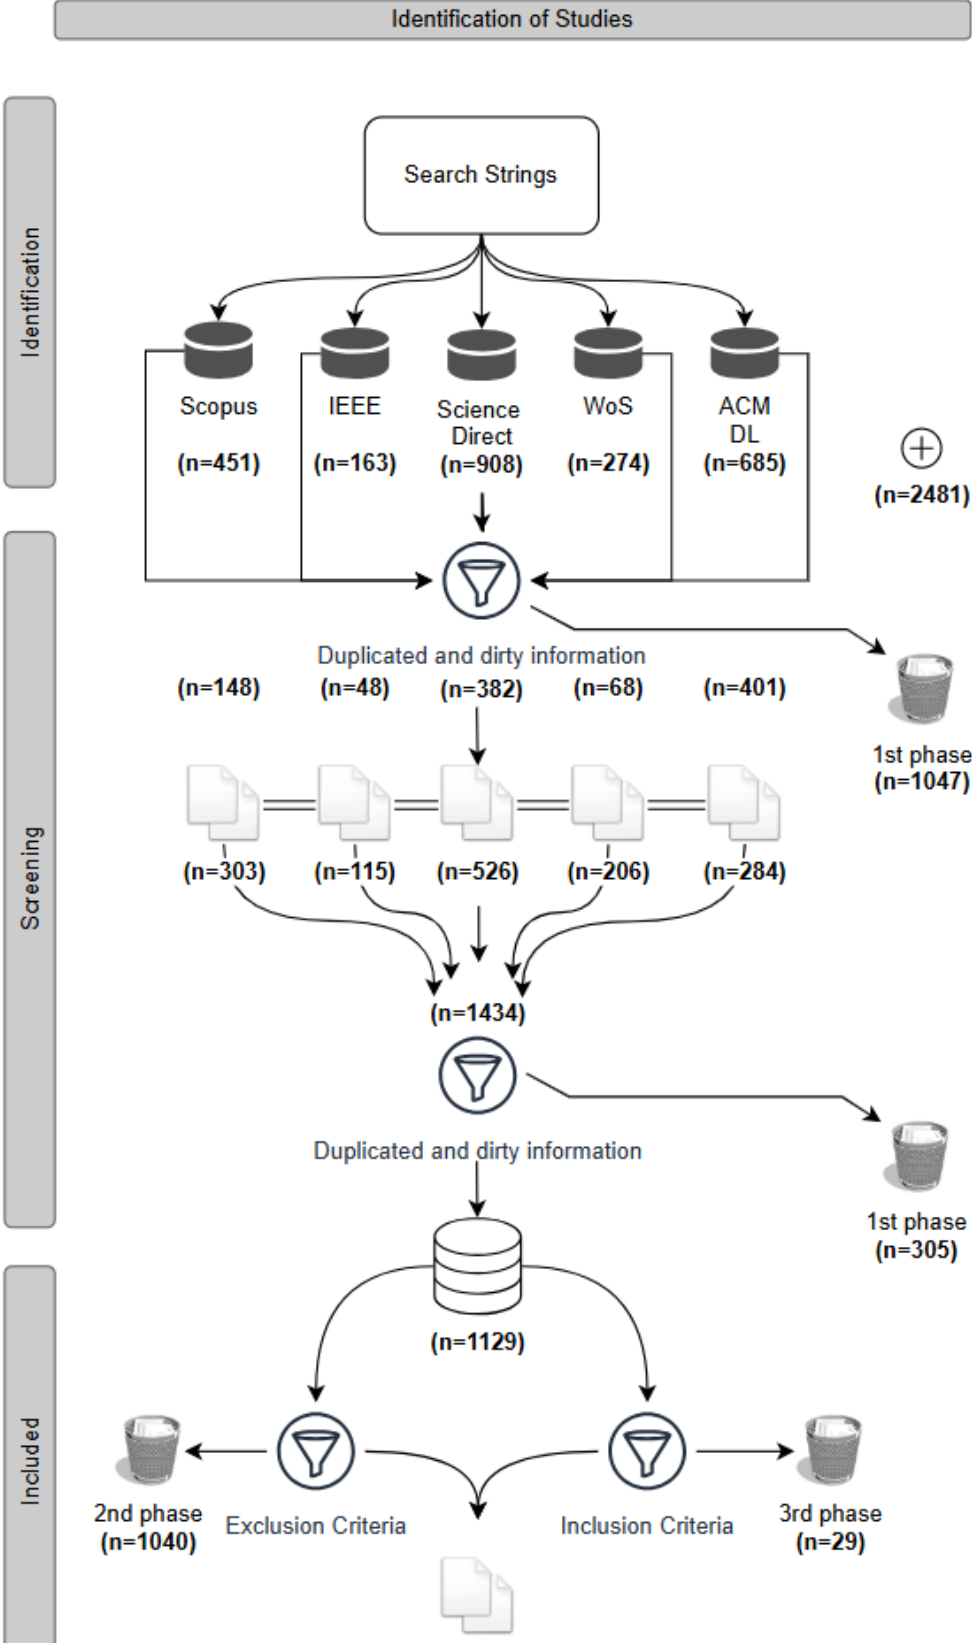 Identification of Studies
Identification
Search Strings
Scopus
IEEE
Science
Direct
WoS
ACM
DL
(n=451)
(n=163)
(n=908)
(n=274)
(n=685)
(n=2481)
Screening
Duplicated and dirty information
(n=148)
(n=48)
(n=382)
(n=68)
(n=401)
1st phase
(n=1047)
(n=303)
(n=115)
(n=526)
(n=206)
(n=284)
(n=1434)
Duplicated and dirty information
1st phase
(n=305)
Included
(n=1129)
2nd phase
(n=1040)
Exclusion Criteria
Inclusion Criteria
3rd phase
(n=29)